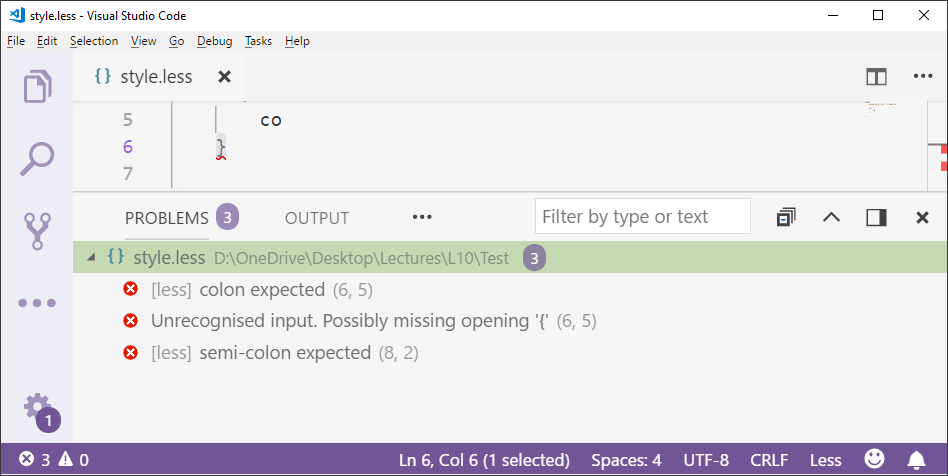 style.less - Visual Studio Code
File Edit Selection View Go Debug Tasks Help
{ } style.less
5 co
6 }
7
PROBLEMS 3 OUTPUT ··· Filter by type or text
{ } style.less D:\OneDrive\Desktop\Lectures\L10\Test 3
[less] colon expected (6, 5)
Unrecognised input. Possibly missing opening '{' (6, 5)
[less] semi-colon expected (8, 2)
1
3 0 Ln 6, Col 6 (1 selected) Spaces: 4 UTF-8 CRLF Less